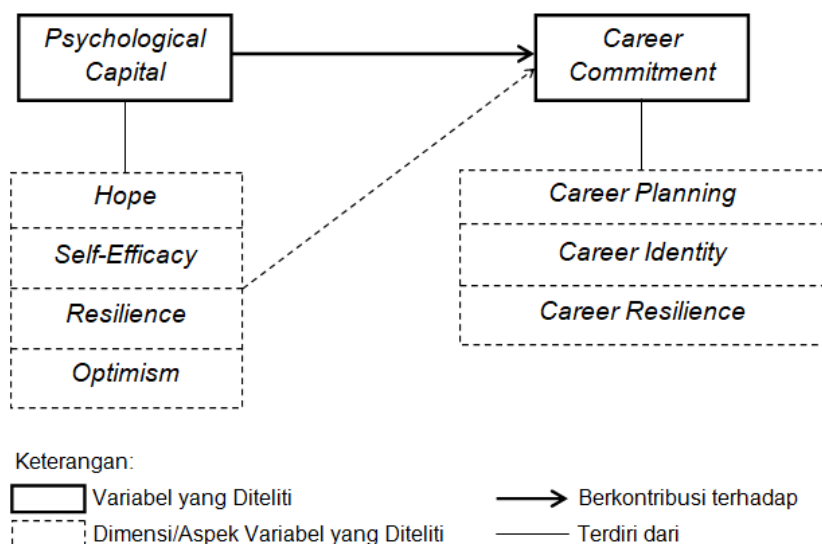 Psychological
Capital
Career
Commitment
Hope
Self-Efficacy
Resilience
Optimism
Career Planning
Career Identity
Career Resilience
Keterangan:
Variabel yang Diteliti
Berkontribusi terhadap
Dimensi/Aspek Variabel yang Diteliti
Terdiri dari